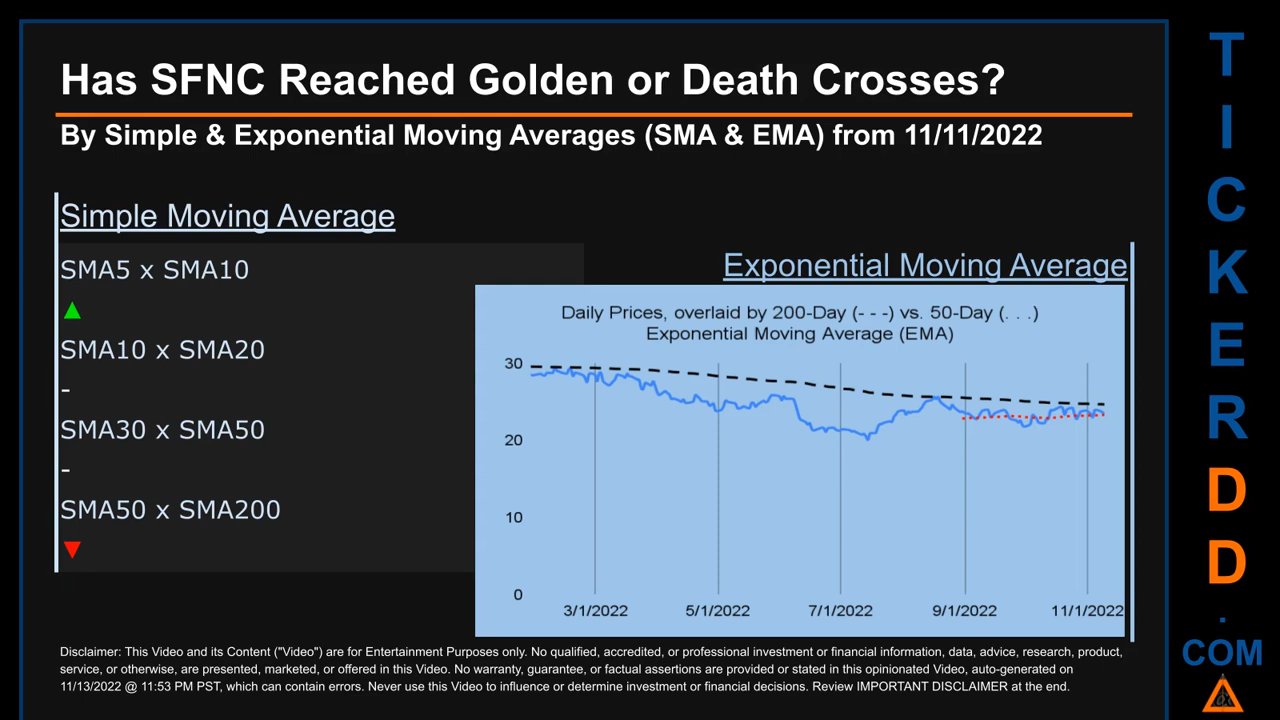 Has SFNC Reached Golden or Death Crosses?
By Simple & Exponential Moving Averages (SMA & EMA) from 11/11/2022
Simple Moving Average
SMA5 x SMA10
▲
SMA10 x SMA20
-
SMA30 x SMA50
-
SMA50 x SMA200
▼
Exponential Moving Average
Daily Prices, overlaid by 200-Day (- - -) vs. 50-Day (. . .)
Exponential Moving Average (EMA)
30
20
10
0
3/1/2022 5/1/2022 7/1/2022 9/1/2022 11/1/2022
Disclaimer: This Video and its Content ("Video") are for Entertainment Purposes only. No qualified, accredited, or professional investment or financial information, data, advice, research, product,
service, or otherwise, are presented, marketed, or offered in this Video. No warranty, guarantee, or factual assertions are provided or stated in this opinionated Video, auto-generated on
11/13/2022 @ 11:53 PM PST, which can contain errors. Never use this Video to influence or determine investment or financial decisions. Review IMPORTANT DISCLAIMER at the end.
T
I
C
K
E
R
D
D
.
COM